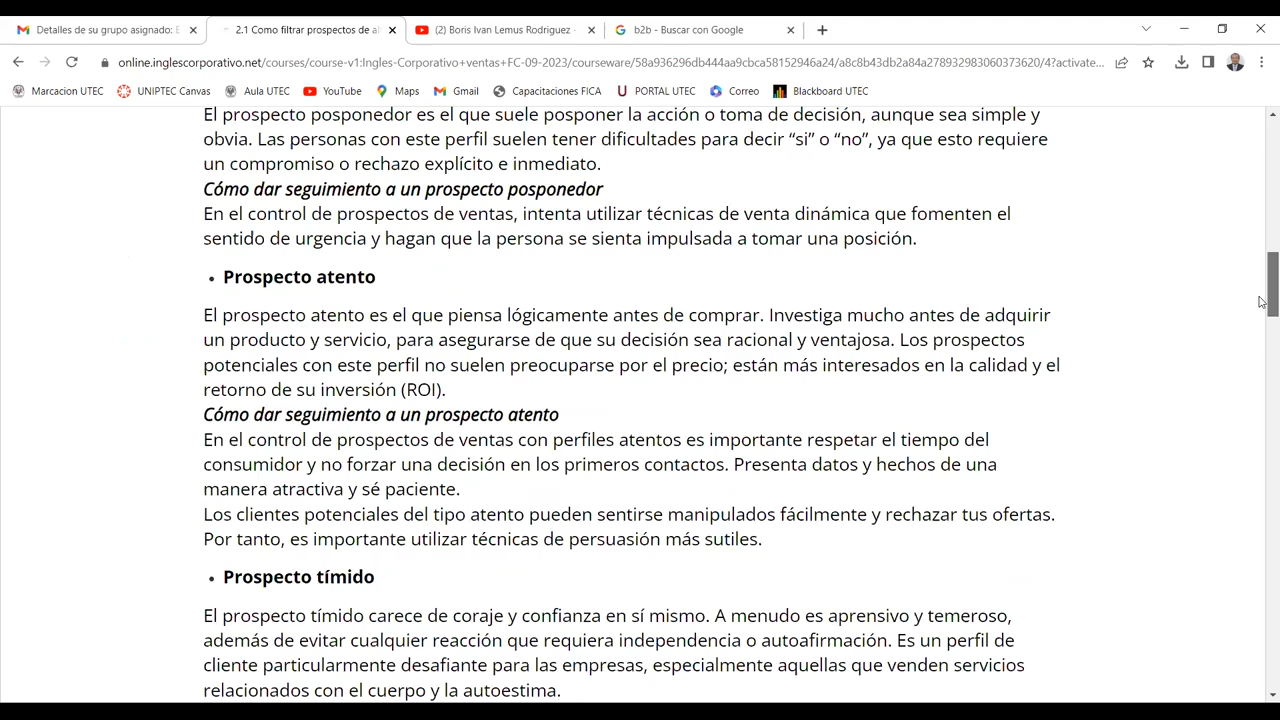 Detalles de su grupo asignado: E
2.1 Como filtrar prospectos de al
(2) Boris Ivan Lemus Rodriguez -
b2b - Buscar con Google
online.inglescorporativo.net/courses/course-v1:Ingles-Corporativo+ventas+FC-09-2023/courseware/58a936296db444aa9cbca58152946a24/a8c8b43db2a84a278932983060373620/4?activate...
Marcacion UTEC
UNIPTEC Canvas
Aula UTEC
YouTube
Maps
Gmail
Capacitaciones FICA
PORTAL UTEC
Correo
Blackboard UTEC
El prospecto posponedor es el que suele posponer la acción o toma de decisión, aunque sea simple y
obvia. Las personas con este perfil suelen tener dificultades para decir “si” o “no”, ya que esto requiere
un compromiso o rechazo explícito e inmediato.
Cómo dar seguimiento a un prospecto posponedor
En el control de prospectos de ventas, intenta utilizar técnicas de venta dinámica que fomenten el
sentido de urgencia y hagan que la persona se sienta impulsada a tomar una posición.
• Prospecto atento
El prospecto atento es el que piensa lógicamente antes de comprar. Investiga mucho antes de adquirir
un producto y servicio, para asegurarse de que su decisión sea racional y ventajosa. Los prospectos
potenciales con este perfil no suelen preocuparse por el precio; están más interesados en la calidad y el
retorno de su inversión (ROI).
Cómo dar seguimiento a un prospecto atento
En el control de prospectos de ventas con perfiles atentos es importante respetar el tiempo del
consumidor y no forzar una decisión en los primeros contactos. Presenta datos y hechos de una
manera atractiva y sé paciente.
Los clientes potenciales del tipo atento pueden sentirse manipulados fácilmente y rechazar tus ofertas.
Por tanto, es importante utilizar técnicas de persuasión más sutiles.
• Prospecto tímido
El prospecto tímido carece de coraje y confianza en sí mismo. A menudo es aprensivo y temeroso,
además de evitar cualquier reacción que requiera independencia o autoafirmación. Es un perfil de
cliente particularmente desafiante para las empresas, especialmente aquellas que venden servicios
relacionados con el cuerpo y la autoestima.